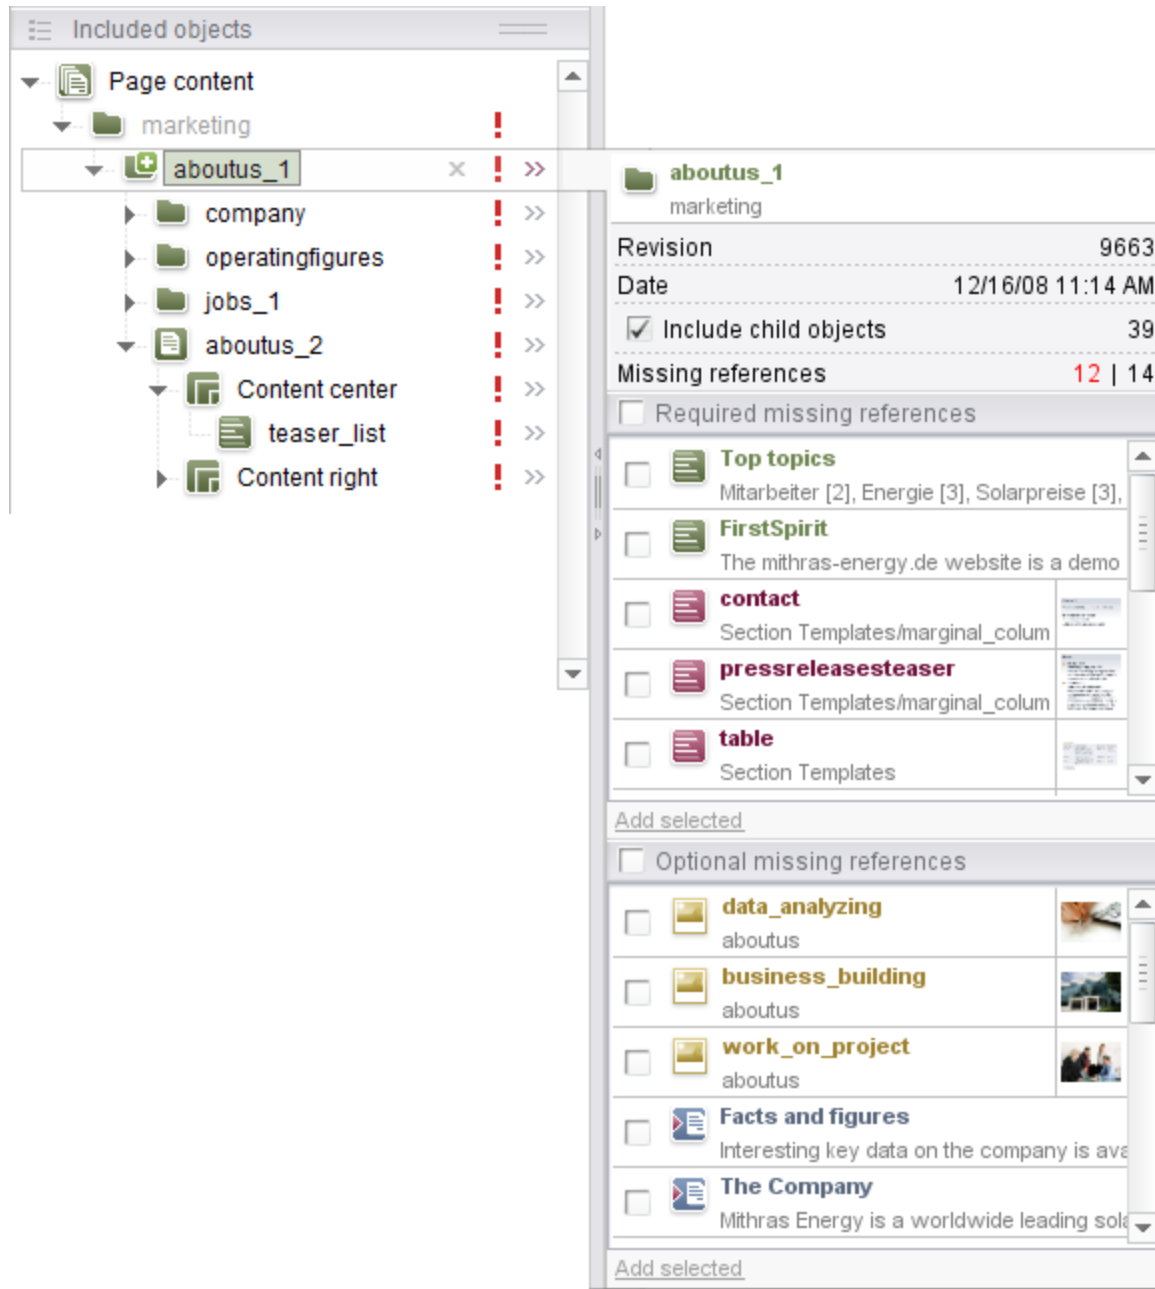 Included objects
Page content
marketing
aboutus_1
company
operatingfigures
jobs_1
aboutus_2
Content center
teaser_list
Content right
aboutus_1
marketing
Revision 9663
Date 12/16/08 11:14 AM
Include child objects 39
Missing references 12 | 14
Required missing references
Top topics
Mitarbeiter [2], Energie [3], Solarpreise [3],
FirstSpirit
The mithras-energy.de website is a demo
contact
Section Templates/marginal_colum
pressreleasesteaser
Section Templates/marginal_colum
table
Section Templates
Add selected
Optional missing references
data_analyzing
aboutus
business_building
aboutus
work_on_project
aboutus
Facts and figures
Interesting key data on the company is ava
The Company
Mithras Energy is a worldwide leading sola
Add selected